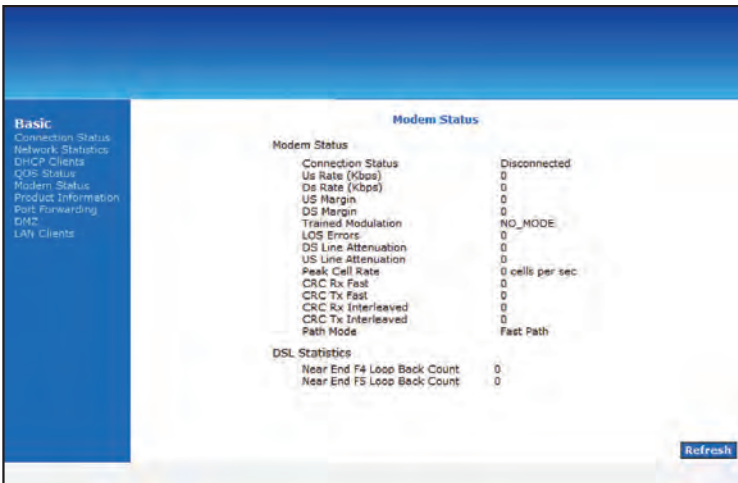 Basic
Connection Status
Network Statistics
DHCP Clients
QOS Status
Modem Status
Product Information
Port Forwarding
DMZ
LAN Clients
Modem Status
Modem Status
Connection Status Disconnected
Us Rate (Kbps) 0
Ds Rate (Kbps) 0
US Margin 0
DS Margin 0
Trained Modulation NO_MODE
LOS Errors 0
DS Line Attenuation 0
US Line Attenuation 0
Peak Cell Rate 0 cells per sec
CRC Rx Fast 0
CRC Tx Fast 0
CRC Rx Interleaved 0
CRC Tx Interleaved 0
Path Mode Fast Path
DSL Statistics
Near End F4 Loop Back Count 0
Near End F5 Loop Back Count 0
Refresh